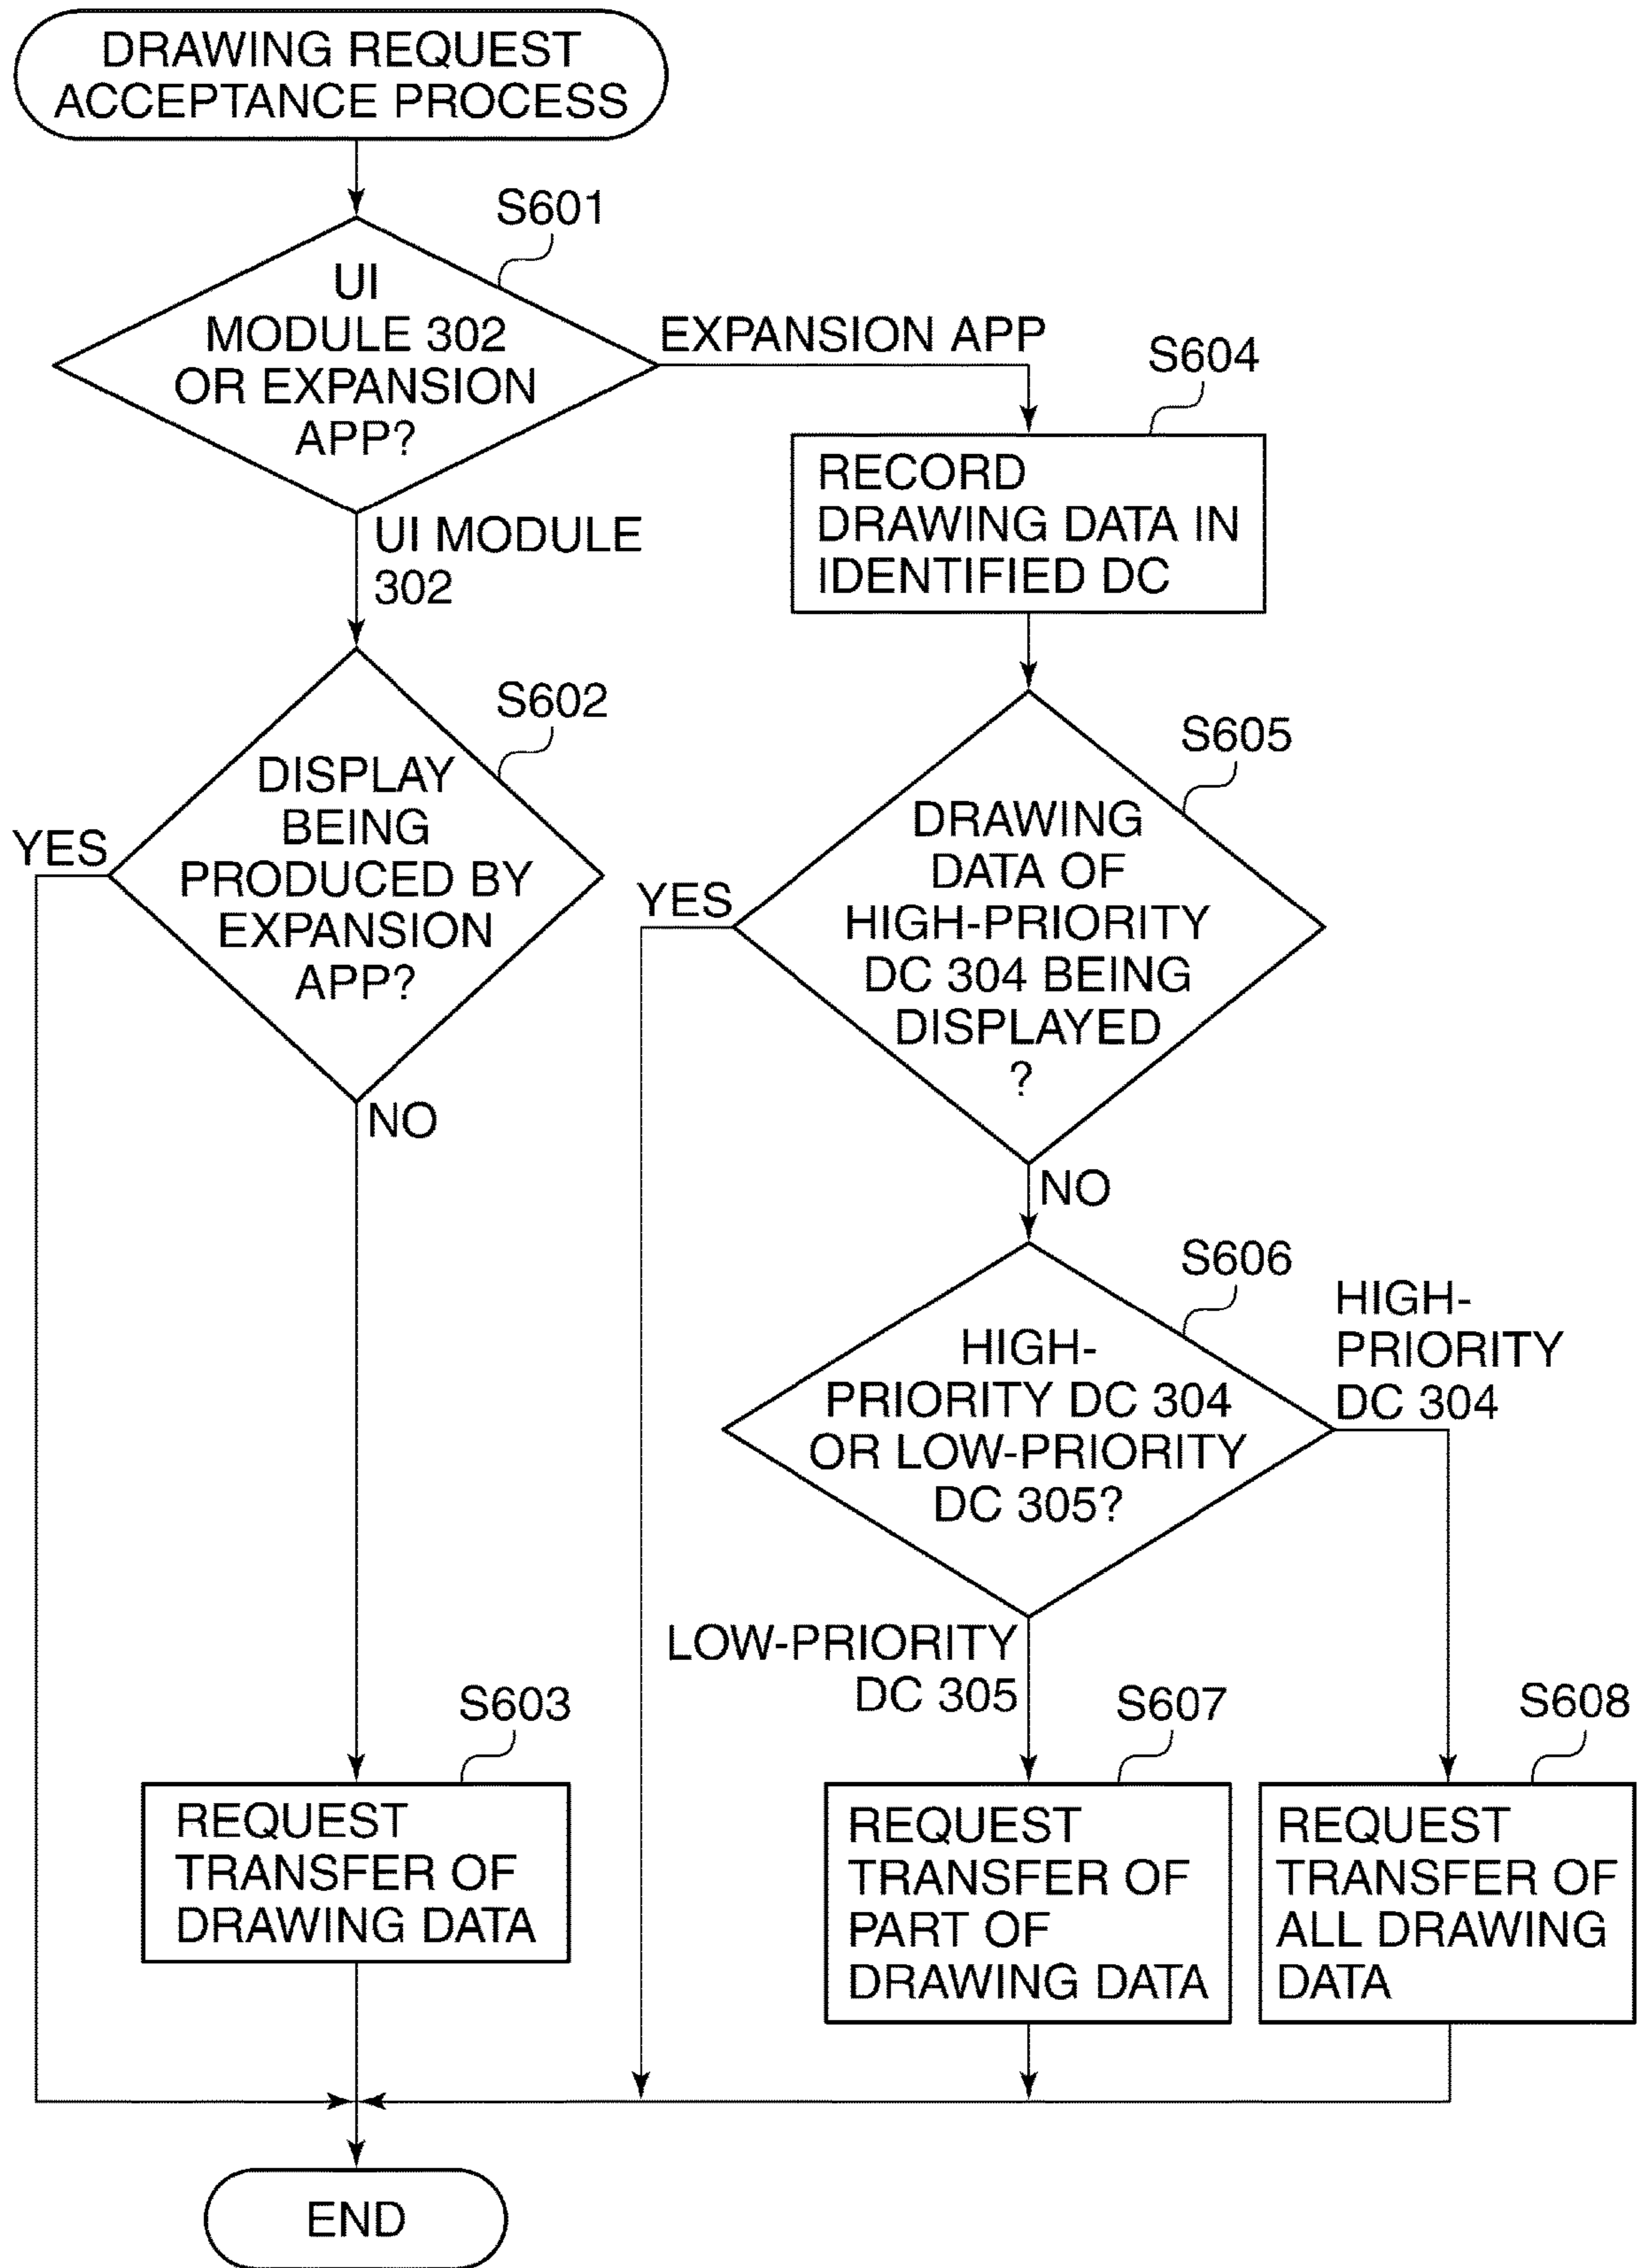 DRAWING REQUEST
ACCEPTANCE PROCESS
S601
UI
MODULE 302
OR EXPANSION
APP?
EXPANSION APP
UI MODULE
302
S602
DISPLAY
BEING
PRODUCED BY
EXPANSION
APP?
YES
NO
S603
REQUEST
TRANSFER OF
DRAWING DATA
S604
RECORD
DRAWING DATA IN
IDENTIFIED DC
S605
DRAWING
DATA OF
HIGH-PRIORITY
DC 304 BEING
DISPLAYED
?
YES
NO
S606
HIGH-
PRIORITY DC 304
OR LOW-PRIORITY
DC 305?
HIGH-
PRIORITY
DC 304
LOW-PRIORITY
DC 305
S607
REQUEST
TRANSFER OF
PART OF
DRAWING DATA
S608
REQUEST
TRANSFER OF
ALL DRAWING
DATA
END